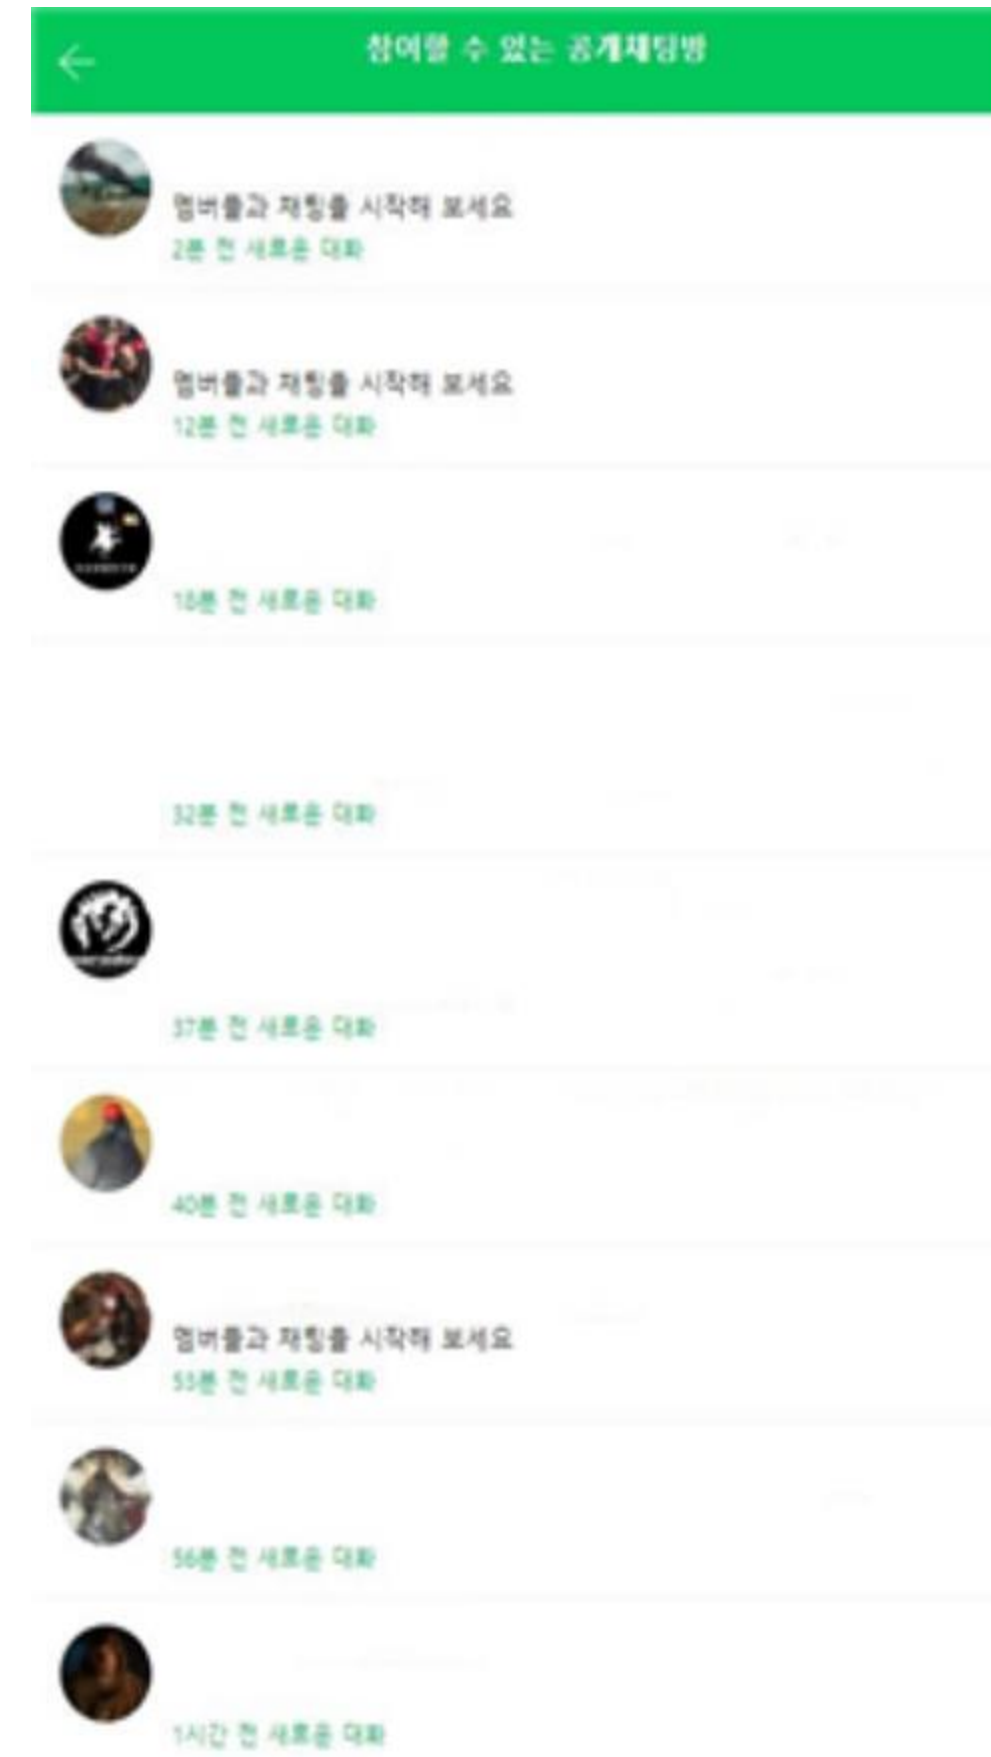 참여할 수 있는 공개채팅방
멤버들과 채팅을 시작해 보세요
2분 전 새로운 대화
멤버들과 채팅을 시작해 보세요
12분 전 새로운 대화
18분 전 새로운 대화
32분 전 새로운 대화
37분 전 새로운 대화
40분 전 새로운 대화
멤버들과 채팅을 시작해 보세요
53분 전 새로운 대화
56분 전 새로운 대화
1시간 전 새로운 대화